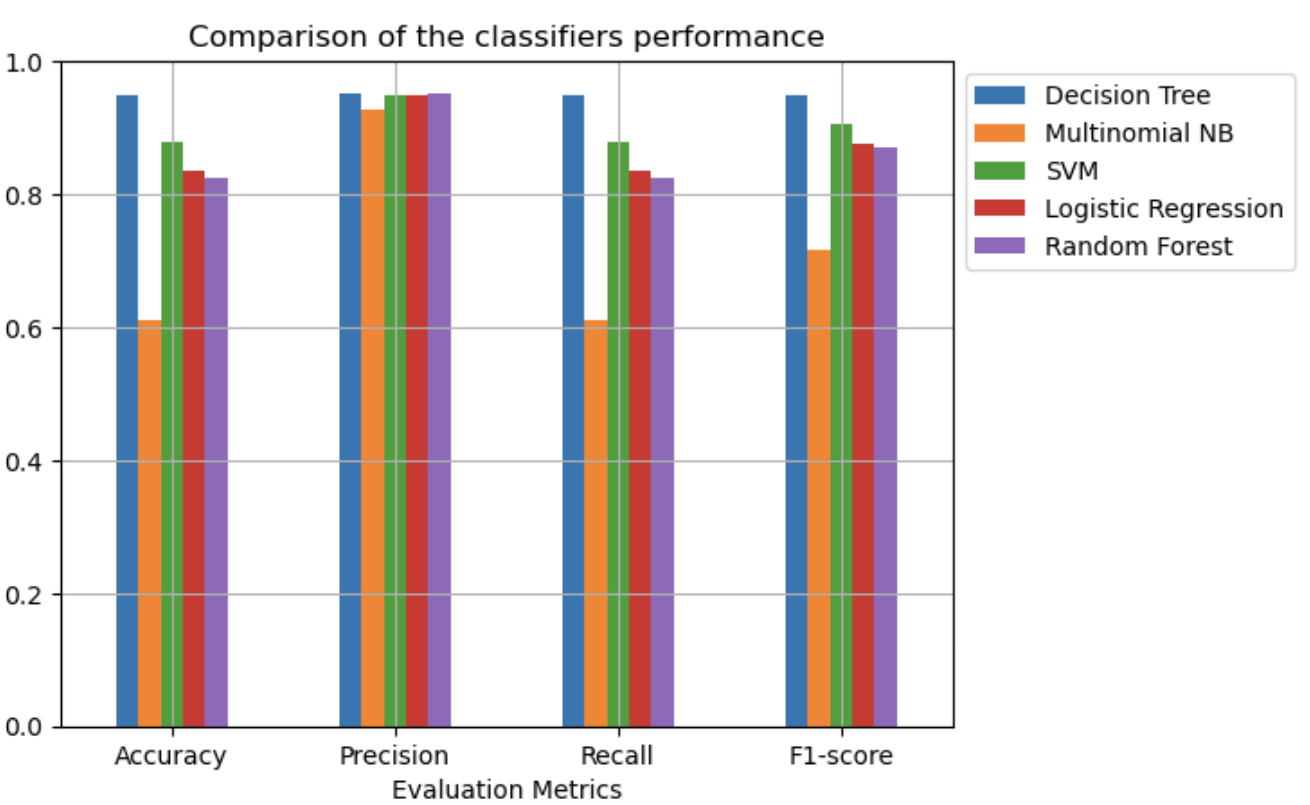 Comparison of the classifiers performance
1.0
0.8
0.6
0.4
0.2
0.0
Accuracy Precision Recall F1-score
Evaluation Metrics
Decision Tree
Multinomial NB
SVM
Logistic Regression
Random Forest